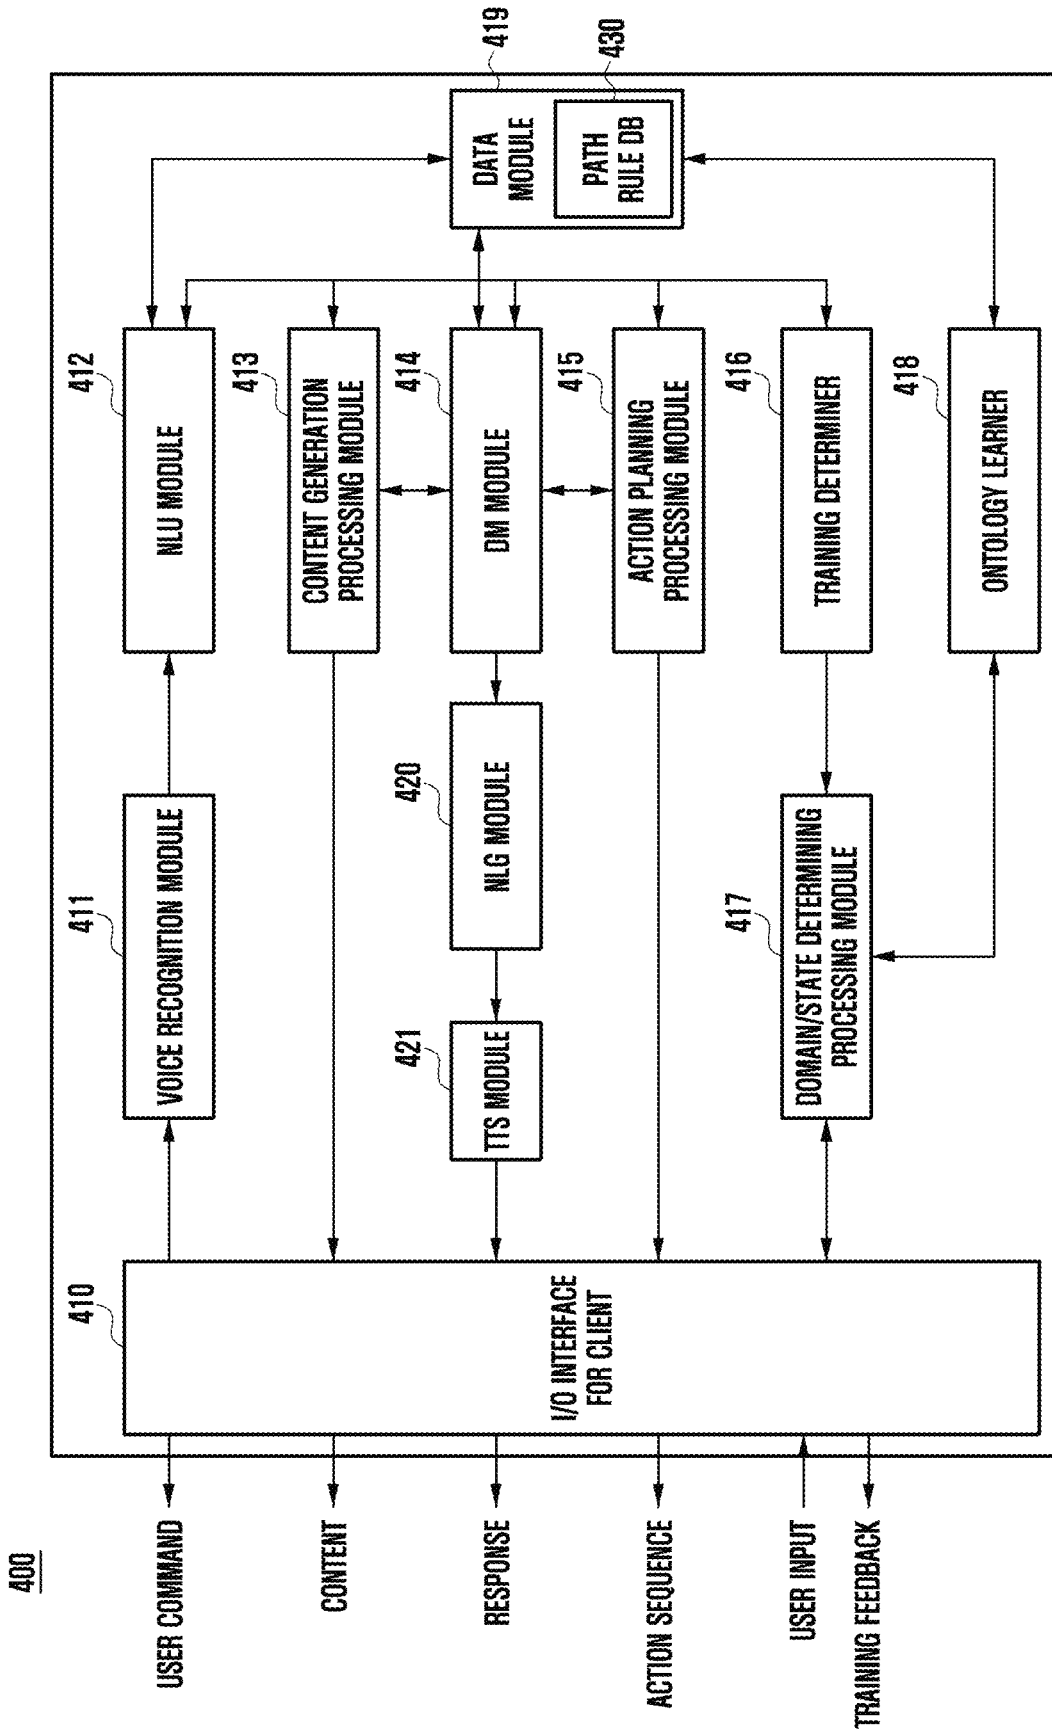 400
USER COMMAND
CONTENT
RESPONSE
ACTION SEQUENCE
USER INPUT
TRAINING FEEDBACK
410
I/O INTERFACE
FOR CLIENT
411
VOICE RECOGNITION MODULE
412
NLU MODULE
413
CONTENT GENERATION
PROCESSING MODULE
421
TTS MODULE
420
NLG MODULE
414
DM MODULE
415
ACTION PLANNING
PROCESSING MODULE
417
DOMAIN/STATE DETERMINING
PROCESSING MODULE
416
TRAINING DETERMINER
418
ONTOLOGY LEARNER
419
DATA
MODULE
430
PATH
RULE DB